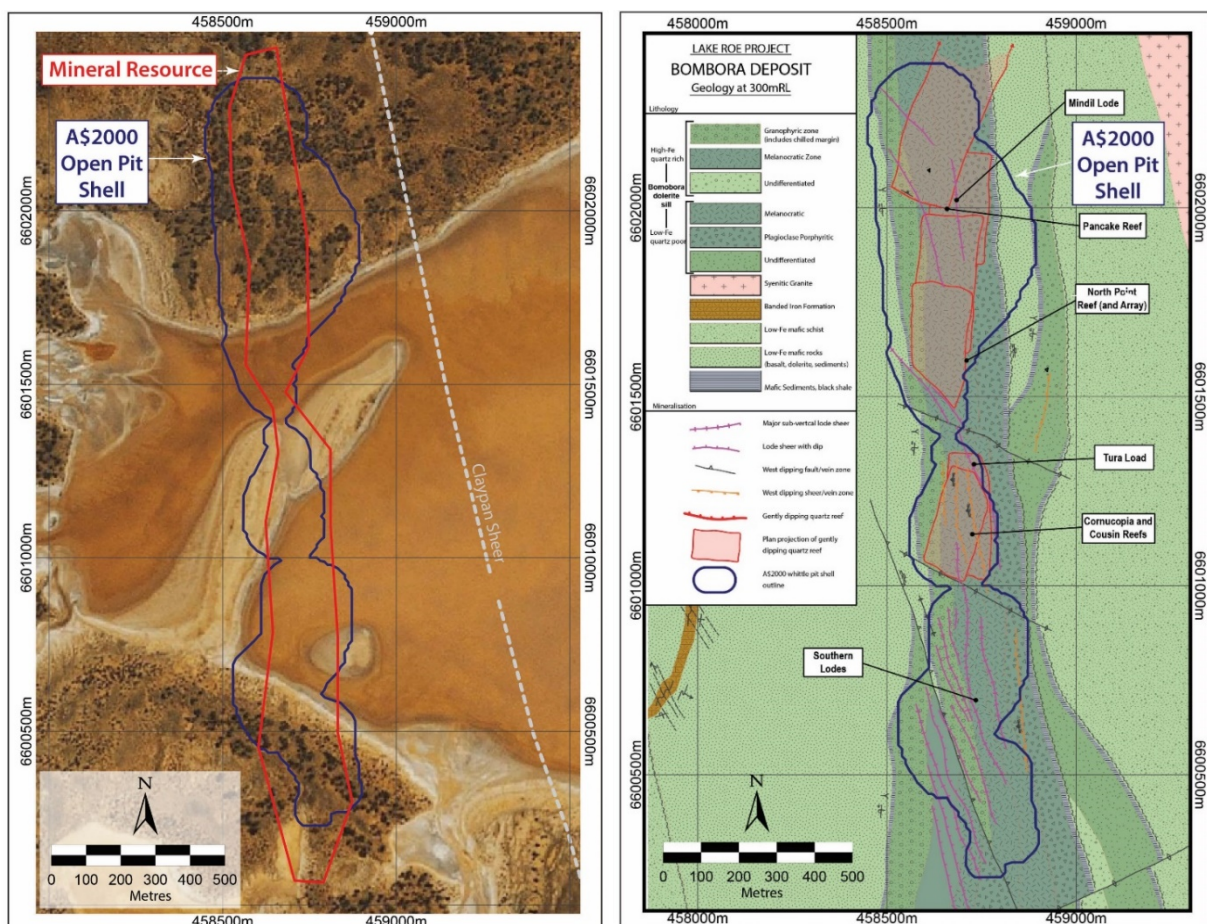 458500m
459000m
Mineral Resource
A$2000
Open Pit
Shell
6602000m
6602000m
6601500m
6601500m
Claypan Sheer
6601000m
6601000m
6600500m
6600500m
N
0 100 200 300 400 500
Metres
458500m
459000m
458000m
458500m
459000m
LAKE ROE PROJECT
BOMBORA DEPOSIT
Geology at 300mRL
Lithology
High-Fe
quartz rich
Bomobora
dolerite
sill
Low-Fe
quartz poor
Granophyric zone
(includes chilled margin)
Melanocratic Zone
Undifferentiated
Melanocratic
Plagioclase Porphyritic
Undifferentiated
Syenitic Granite
Banded Iron Formation
Low-Fe mafic schist
Low-Fe mafic rocks
(basalt, dolerite, sediments)
Mafic Sediments, black shale
Mineralisation
Major sub-vertcal lode sheer
Lode sheer with dip
West dipping fault/vein zone
West dipping sheer/vein zone
Gently dipping quartz reef
Plan projection of gently
dipping quartz reef
A$2000 whittle pit shell
outline
Mindil Lode
A$2000
Open Pit
Shell
Pancake Reef
North Point
Reef (and Array)
Tura Load
Cornucopia and
Cousin Reefs
Southern
Lodes
6602000m
6602000m
6601500m
6601500m
6601000m
6601000m
6600500m
6600500m
N
0 100 200 300 400 500
Metres
458000m
458500m
459000m